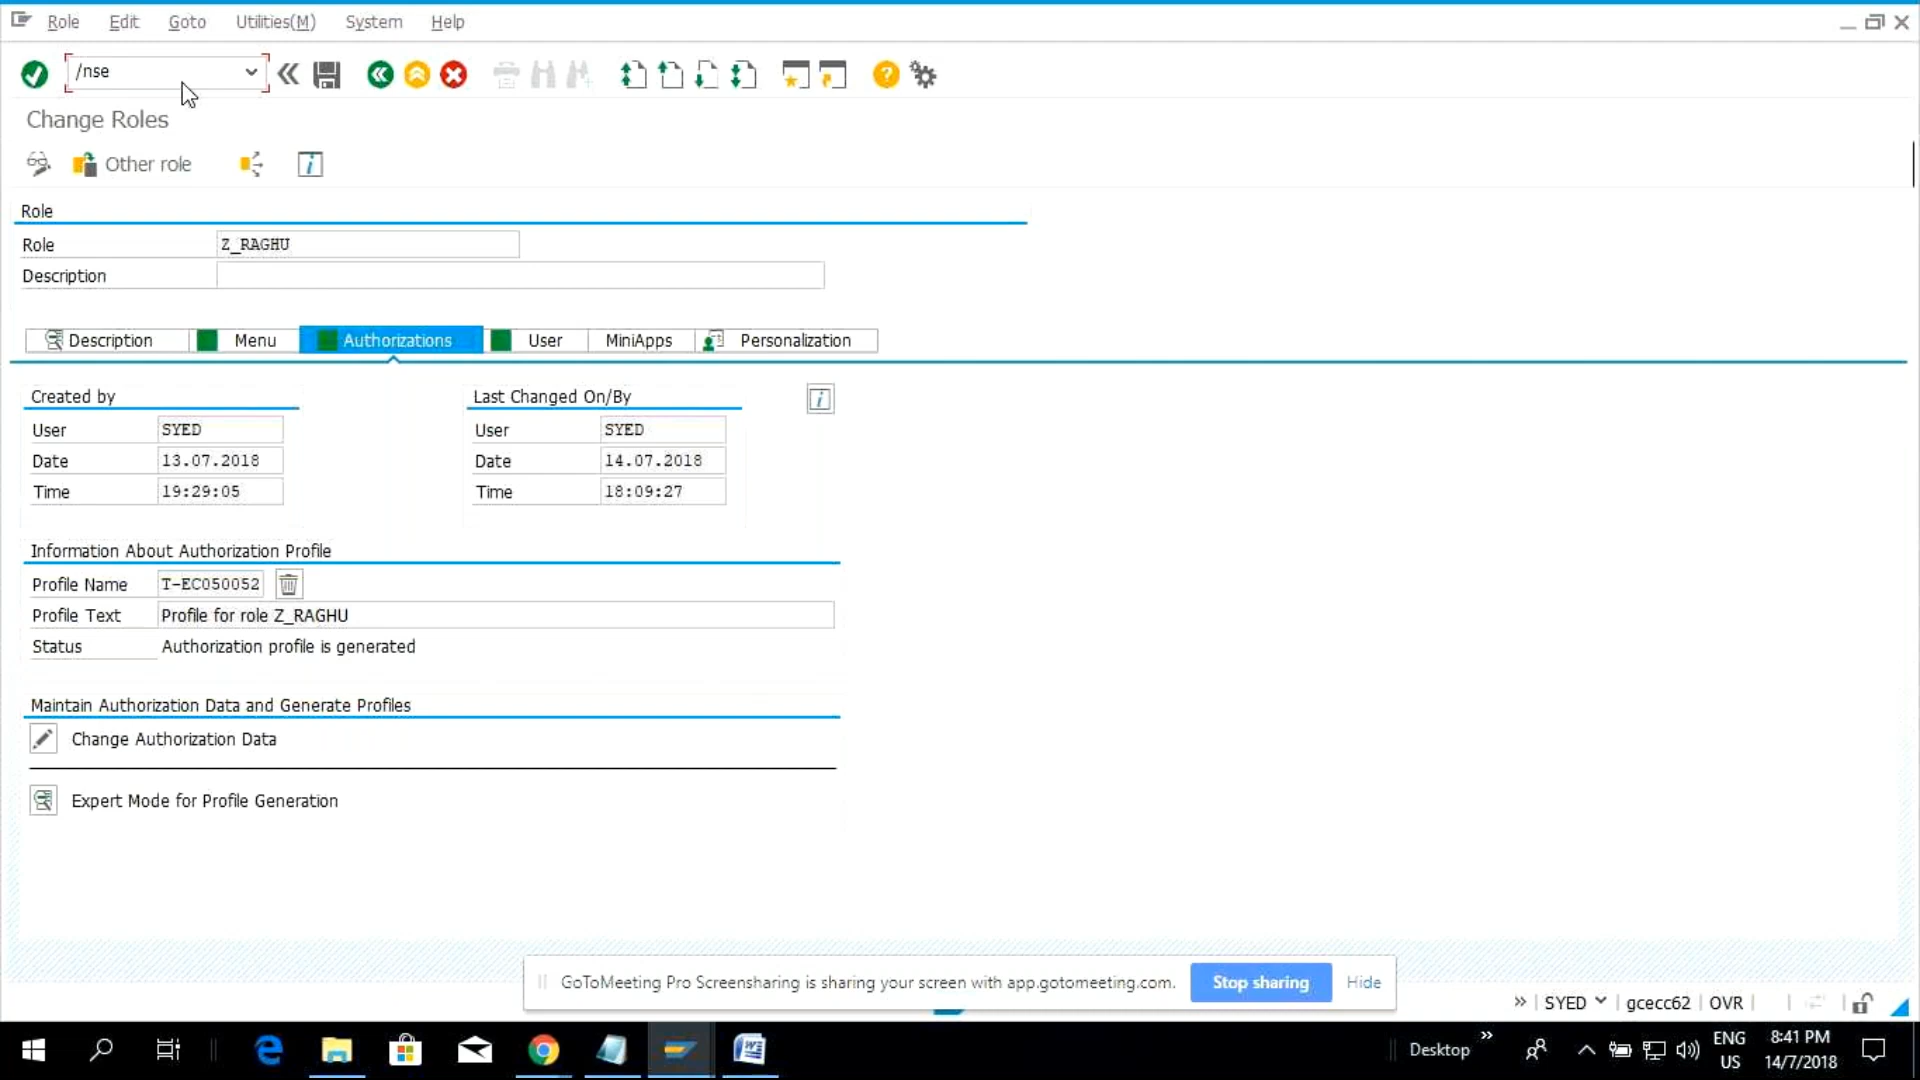 Role Edit Goto Utilities(M) System Help
/nse
Change Roles
Other role
Role
Role Z_RAGHU
Description
Description Menu Authorizations User MiniApps Personalization
Created by Last Changed On/By
User SYED User SYED
Date 13.07.2018 Date 14.07.2018
Time 19:29:05 Time 18:09:27
Information About Authorization Profile
Profile Name T-EC050052
Profile Text Profile for role Z_RAGHU
Status Authorization profile is generated
Maintain Authorization Data and Generate Profiles
Change Authorization Data
Expert Mode for Profile Generation
GoToMeeting Pro Screensharing is sharing your screen with app.gotomeeting.com. Stop sharing Hide
SYED gcecc62 OVR
Desktop ENG 8:41 PM
US 14/7/2018